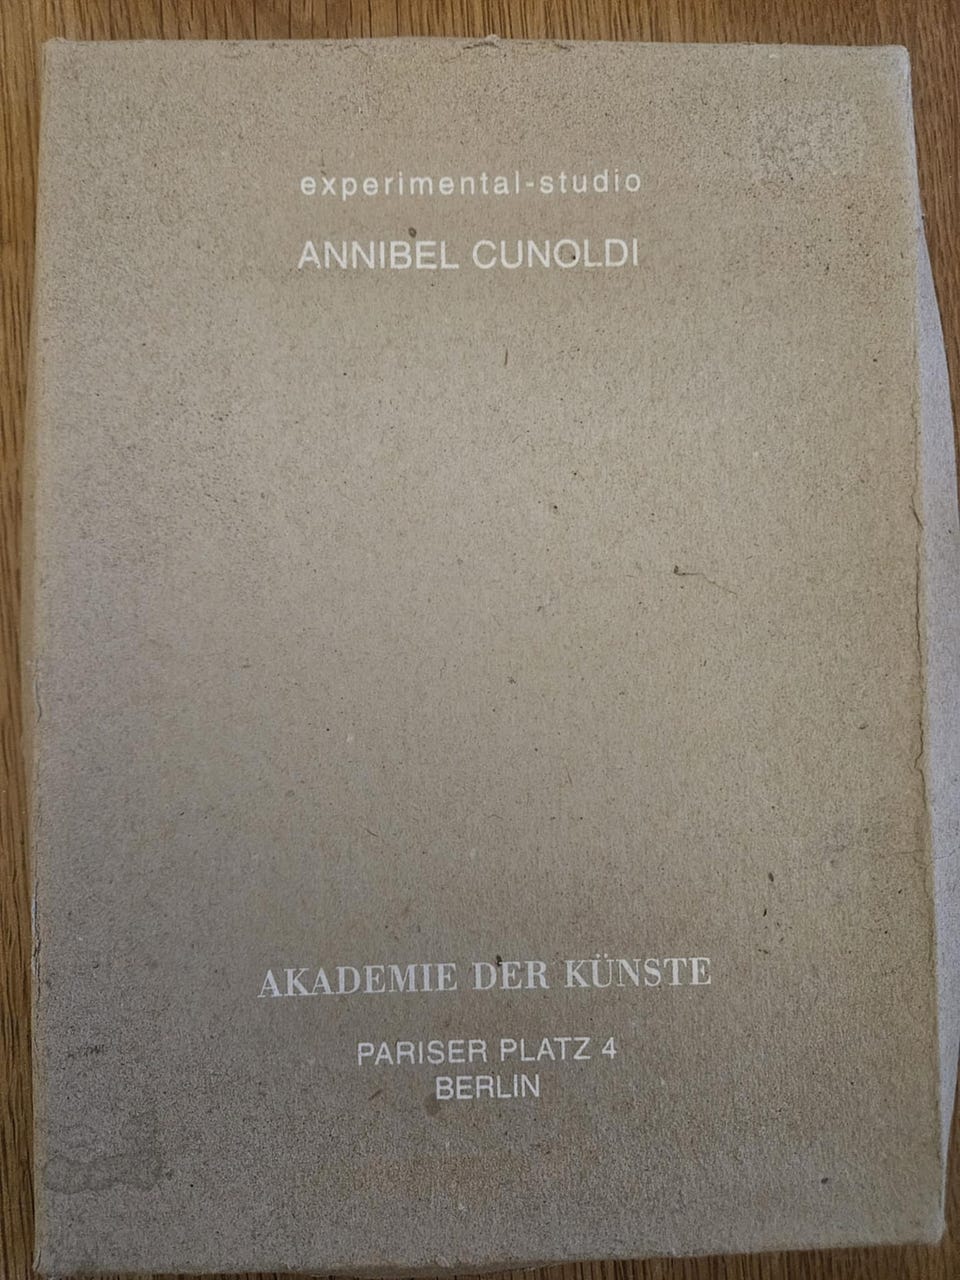 experimental-studio
ANNIBEL CUNOLDI
AKADEMIE DER KÜNSTE
PARISER PLATZ 4
BERLIN